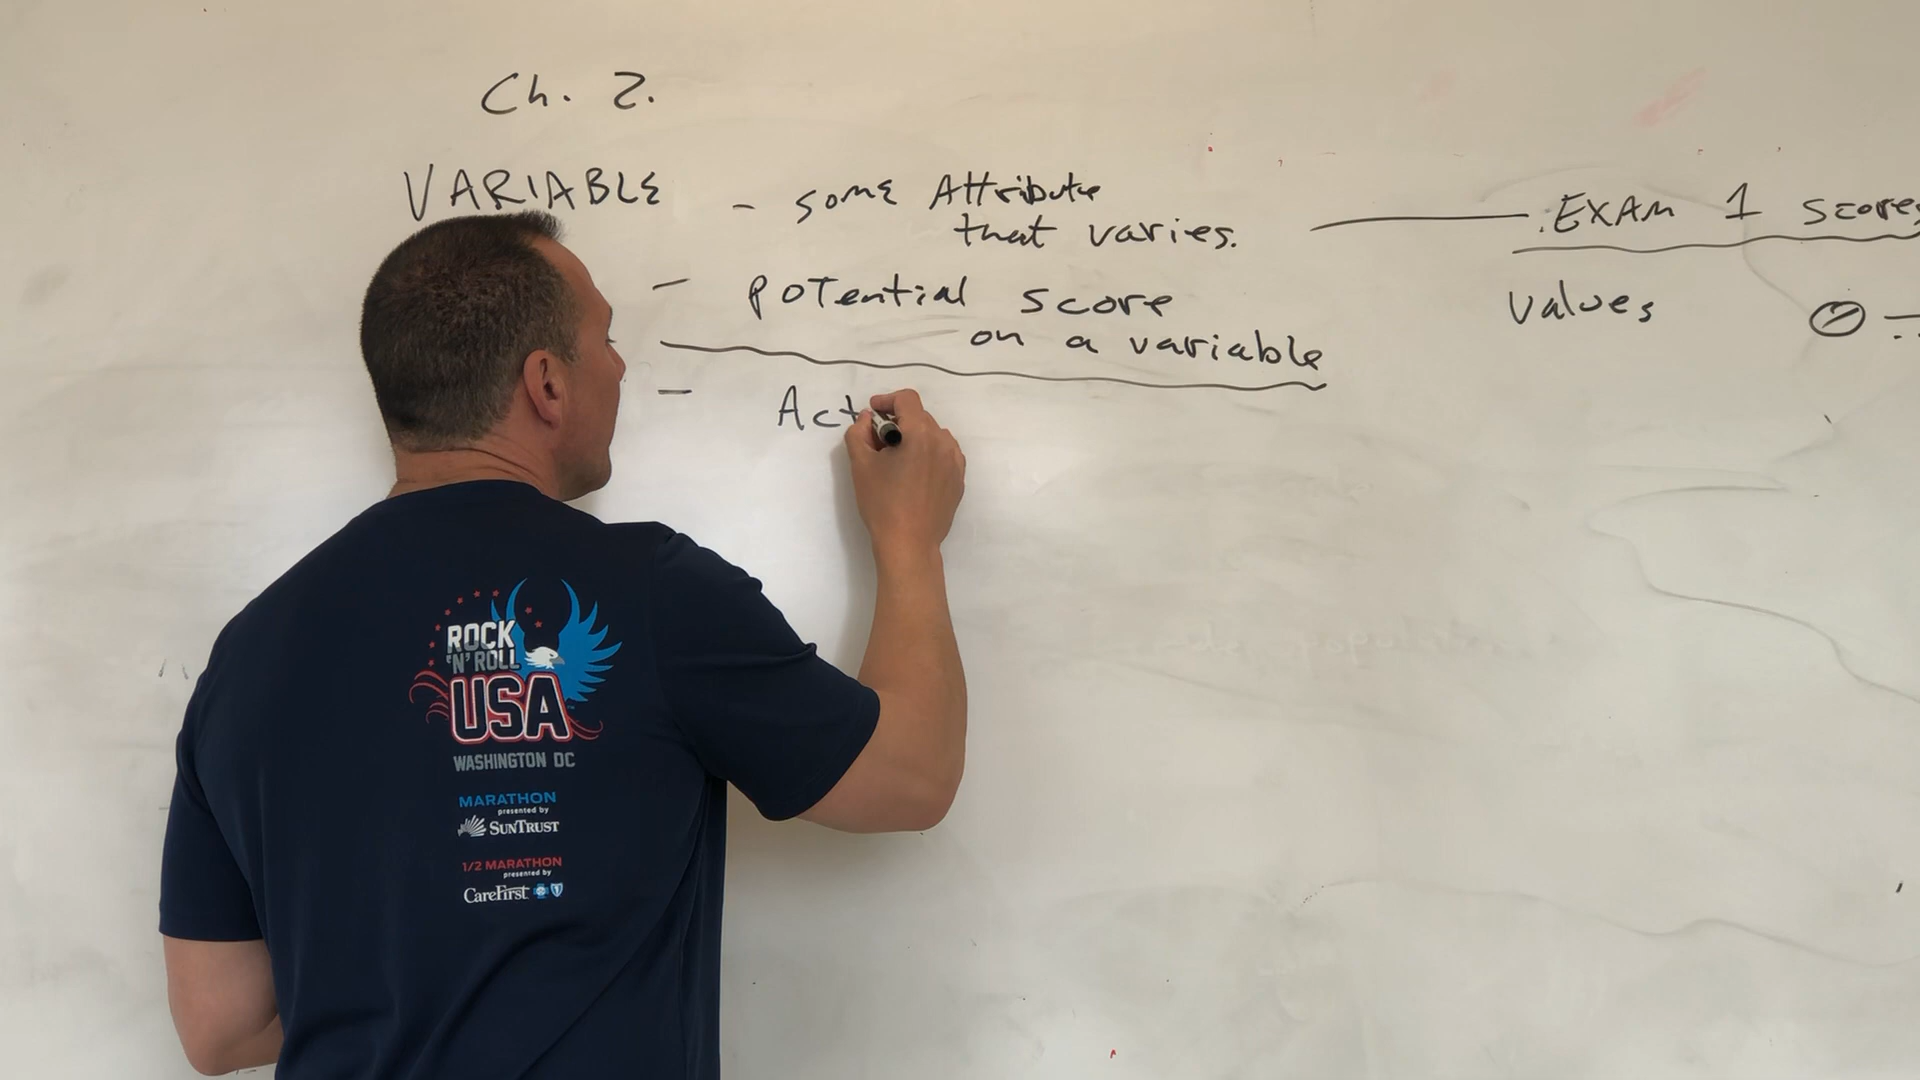 Ch. 2.
VARIABLE - SOME Attribute that varies. EXAM 1 scores
- POTential score on a variable
values
- Act
ROCK
'N' ROLL
USA
WASHINGTON DC
MARATHON
presented by
SUNTRUST
1/2 MARATHON
presented by
CareFirst